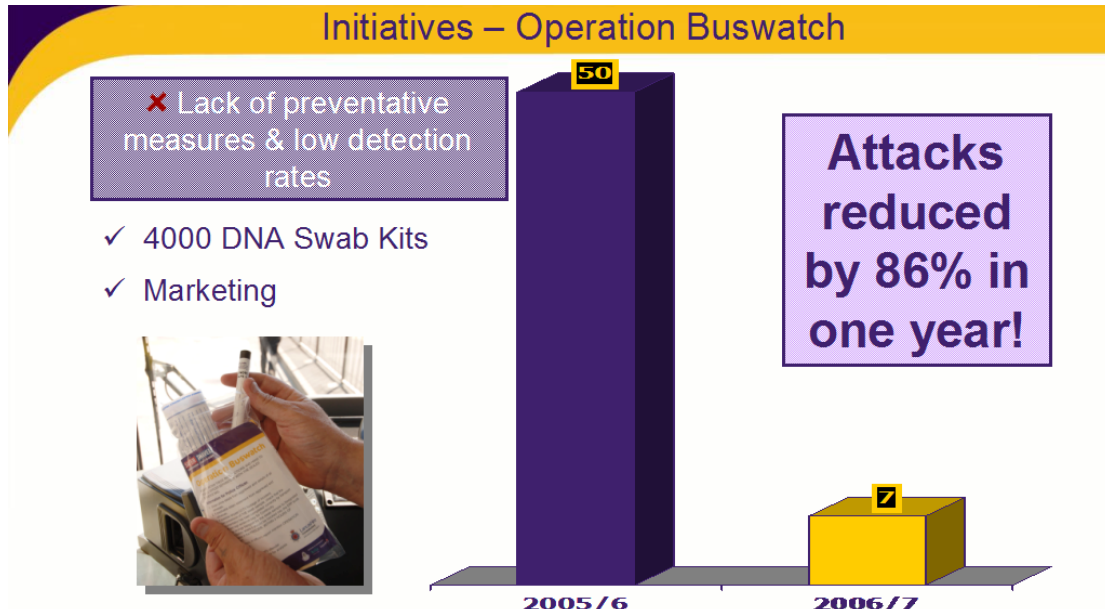 Initiatives – Operation Buswatch
✘ Lack of preventative
measures & low detection
rates
✓ 4000 DNA Swab Kits
✓ Marketing
Buswatch
50
7
2005/6
2006/7
Attacks
reduced
by 86% in
one year!